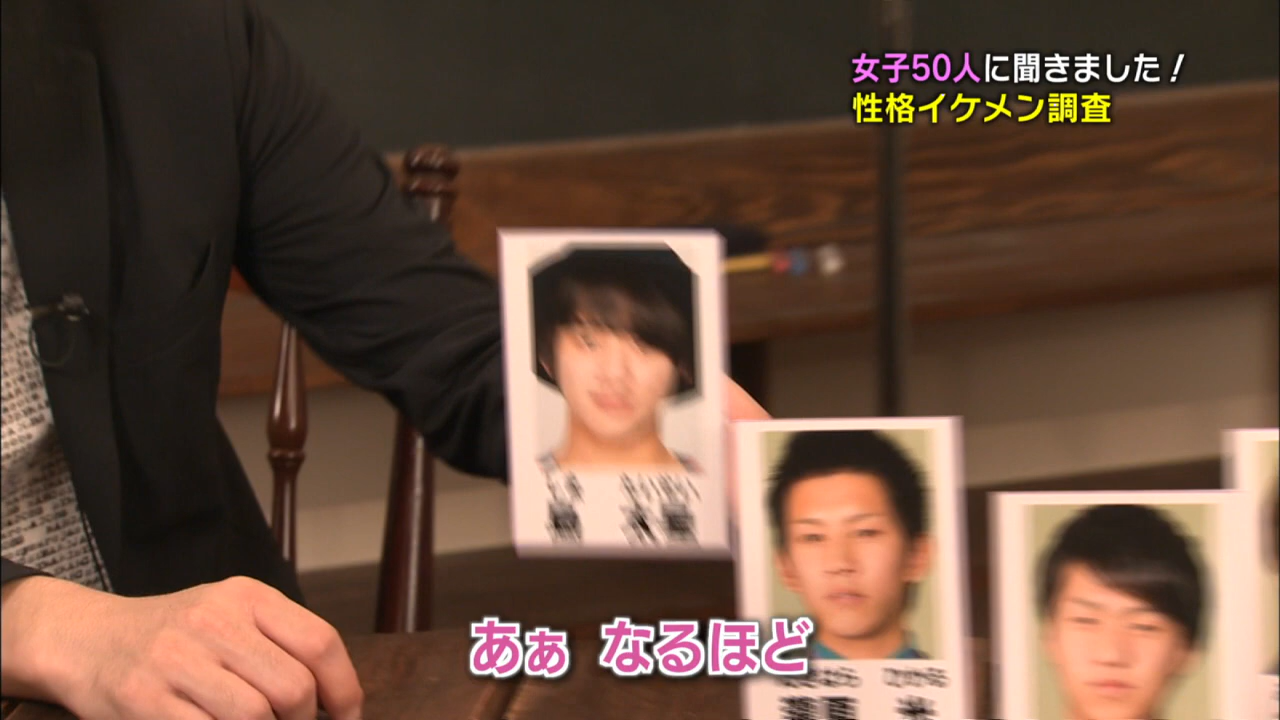 女子50人に聞きました!
性格イケメン調査
あぁ なるほど